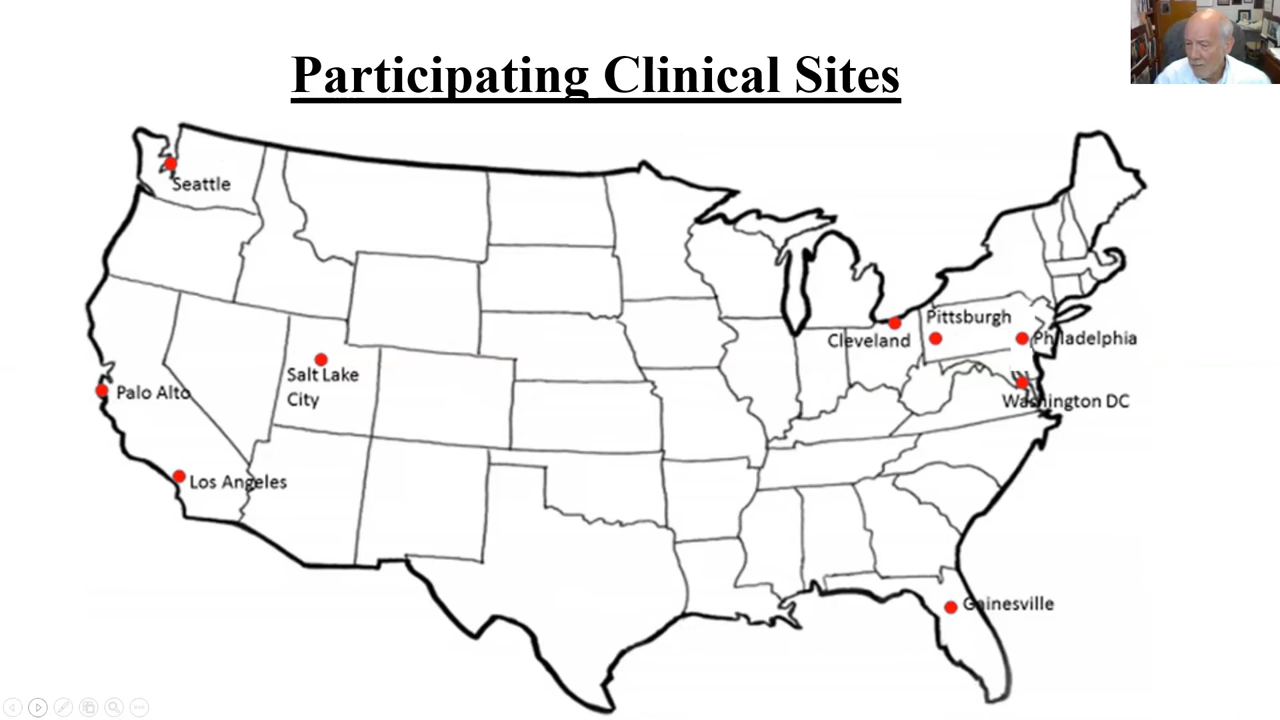 Participating Clinical Sites
Seattle
Pittsburgh
Cleveland
Philadelphia
Salt Lake
City
Palo Alto
Washington DC
Los Angeles
Gainesville